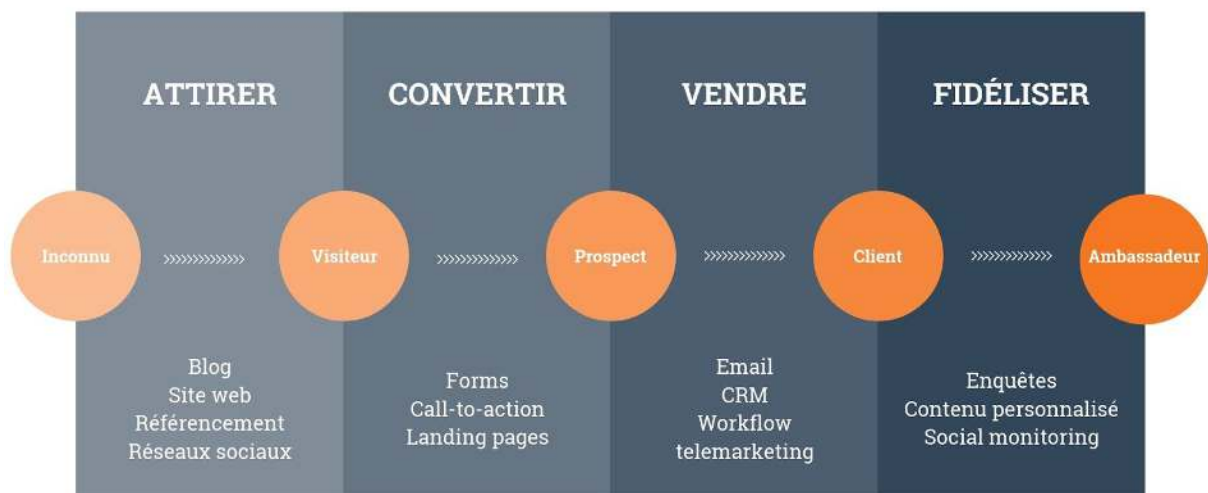 ATTIRER
CONVERTIR
VENDRE
FIDÉLISER
Inconnu
Visiteur
Prospect
Client
Ambassadeur
Blog
Site web
Référencement
Réseaux sociaux
Forms
Call-to-action
Landing pages
Email
CRM
Workflow
telemarketing
Enquêtes
Contenu personnalisé
Social monitoring